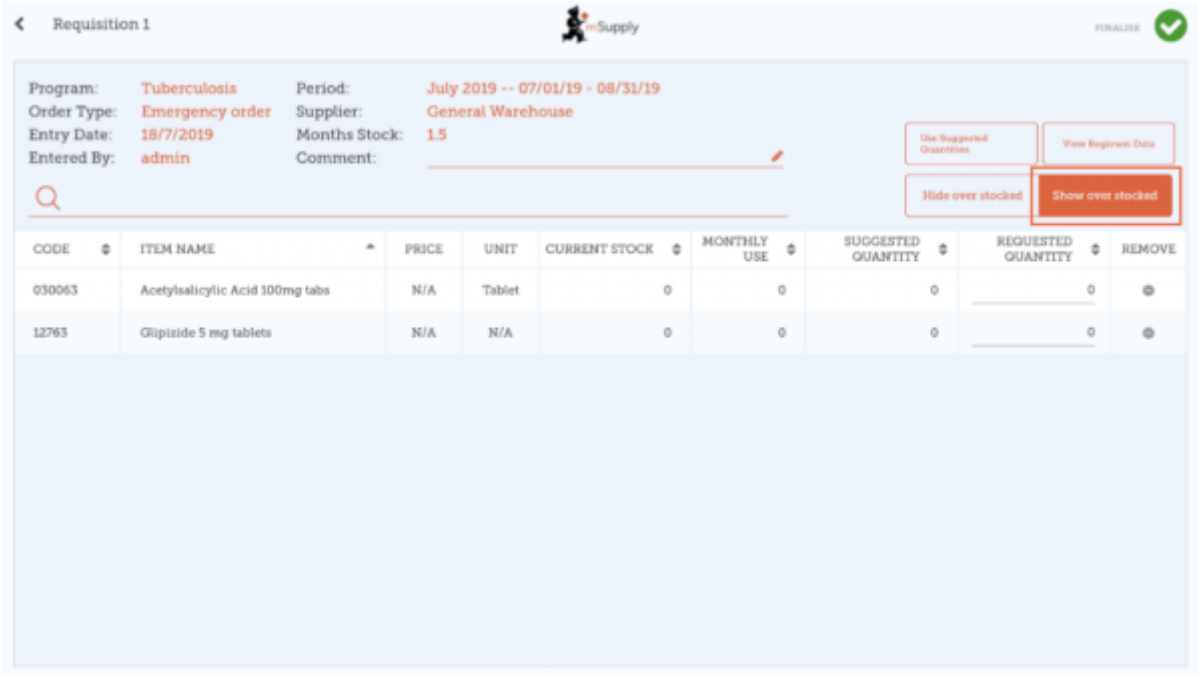 Requisition 1
mSupply
FINALISE
Program: Tuberculosis Period: July 2019 -- 07/01/19 - 08/31/19
Order Type: Emergency order Supplier: General Warehouse
Entry Date: 18/7/2019 Months Stock: 1.5
Entered By: admin Comment:
Use Suggested
Quantities
View Regimen Data
Hide over stocked Show over stocked
CODE ITEM NAME PRICE UNIT CURRENT STOCK MONTHLY USE SUGGESTED QUANTITY REQUESTED QUANTITY REMOVE
030063 Acetylsalicylic Acid 100mg tabs N/A Tablet 0 0 0 0
12763 Glipizide 5 mg tablets N/A N/A 0 0 0 0